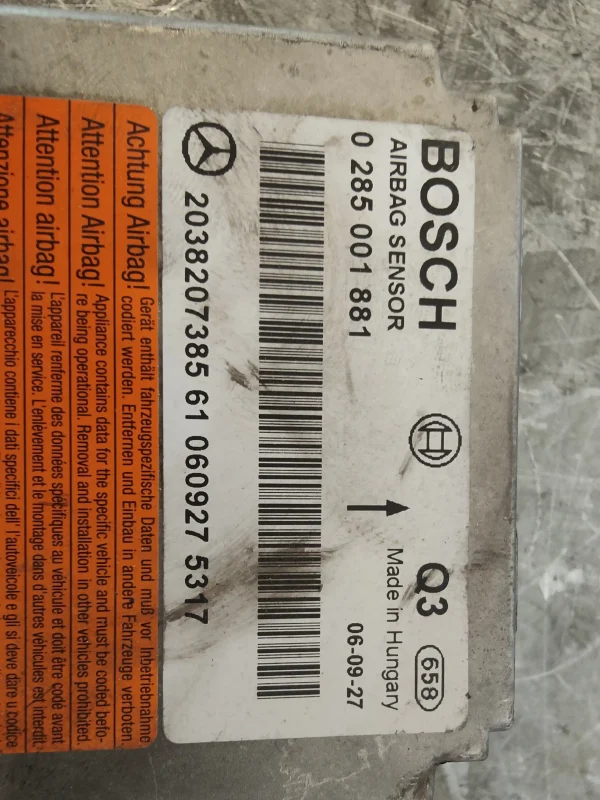 BOSCH
Q3 658
AIRBAG SENSOR
Made in Hungary
0 285 001 881
06-09-27
2038207385 61 060927 5317
Achtung Airbag!
Gerät enthält fahrzeugspezifische Daten und muß vor Inbetriebnahme
codiert werden. Entfernen und Einbau in andere Fahrzeuge verboten
Attention Airbag!
Appliance contains data for the specific vehicle and must be coded befo-
re being operational. Removal and installation in other vehicles prohibited
Attention airbag!
L'appareil renferme des données spécifiques au véhicule et doit être codé avant
la mise en service. L'enlèvement et le montage dans d'autres véhicules est interdit
Attenzione airbag!
L'apparecchio contiene i dati specifici dell' autoveicolo e gli si deve dare u codice